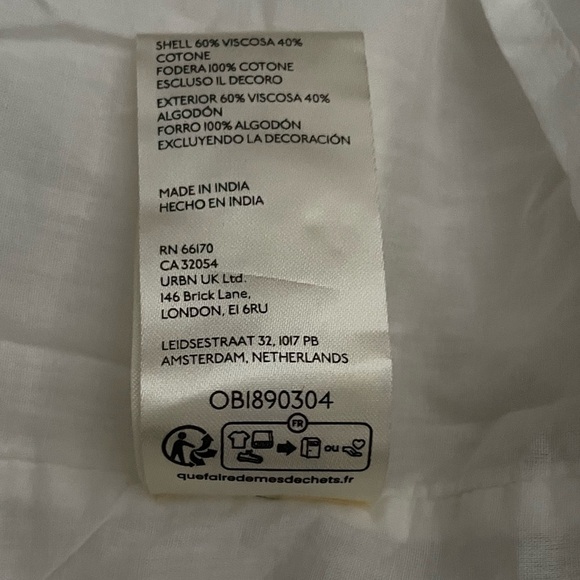 SHELL 60% VISCOSA 40%
COTONE
FODERA 100% COTONE
ESCLUSO IL DECORO
EXTERIOR 60% VISCOSA 40%
ALGODÓN
FORRO 100% ALGODÓN
EXCLUYENDO LA DECORACIÓN
MADE IN INDIA
HECHO EN INDIA
RN 66170
CA 32054
URBN UK Ltd.
146 Brick Lane,
LONDON, E1 6RU
LEIDSESTRAAT 32, 1017 PB
AMSTERDAM, NETHERLANDS
OB1890304
FR
ou
quefairedemesdechets.fr